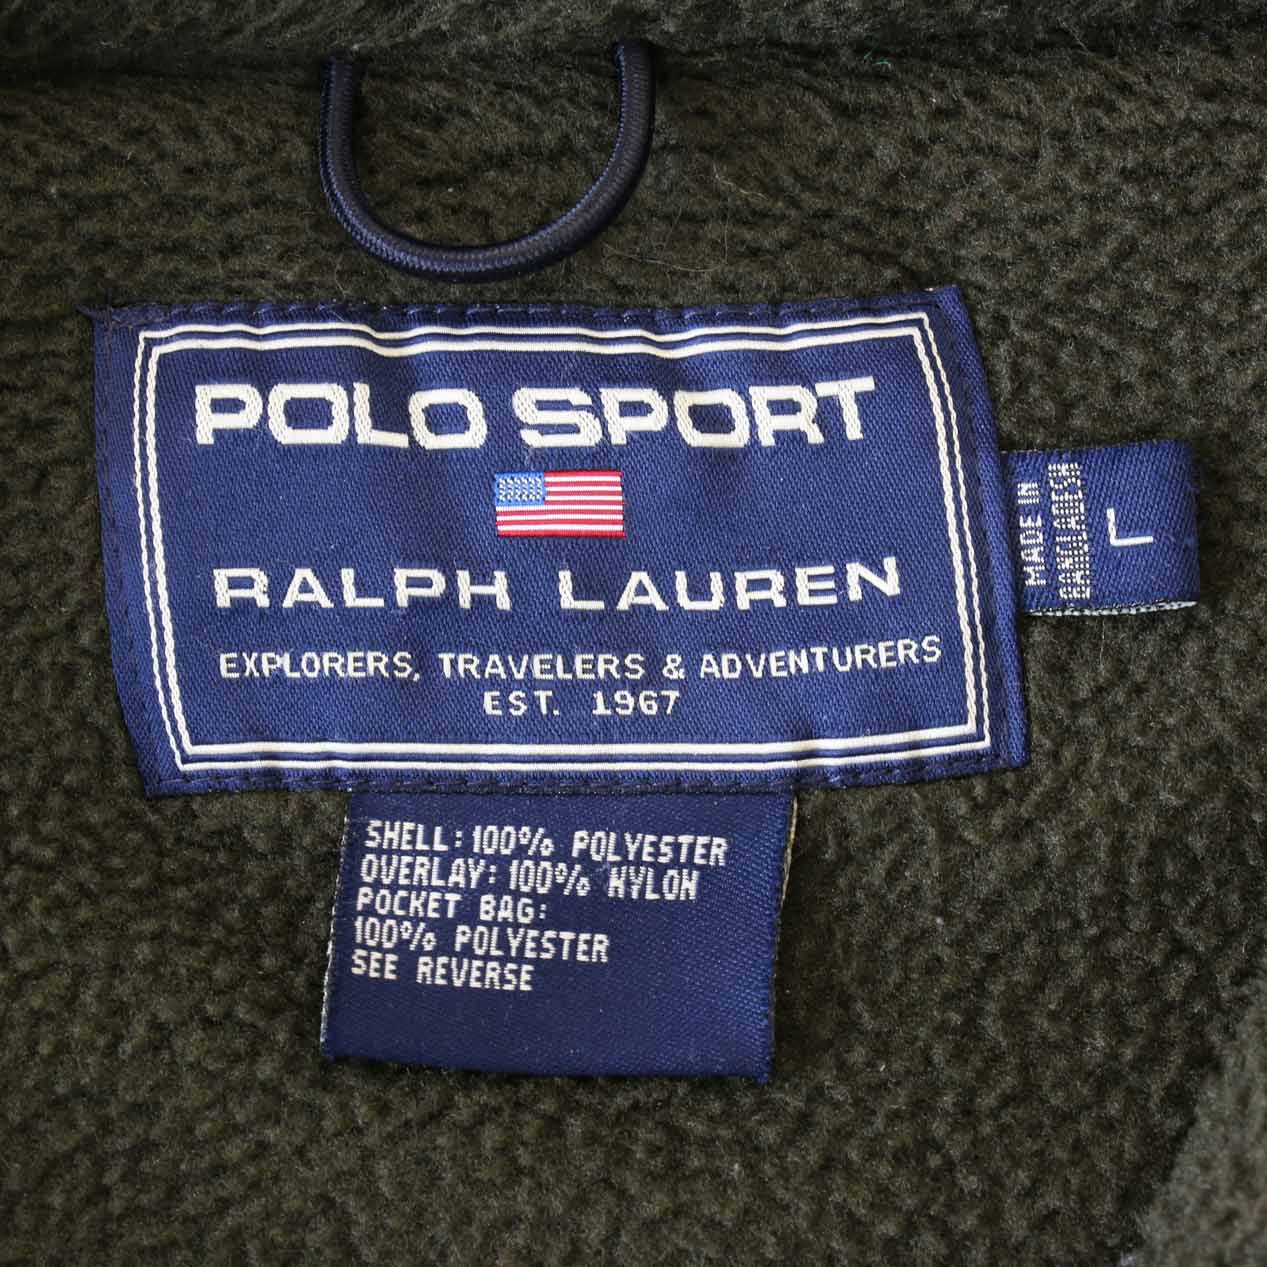 POLO SPORT
RALPH LAUREN
EXPLORERS, TRAVELERS & ADVENTURERS
EST. 1967
MADE IN
BANGLADESH
L
SHELL: 100% POLYESTER
OVERLAY: 100% NYLON
POCKET BAG:
100% POLYESTER
SEE REVERSE